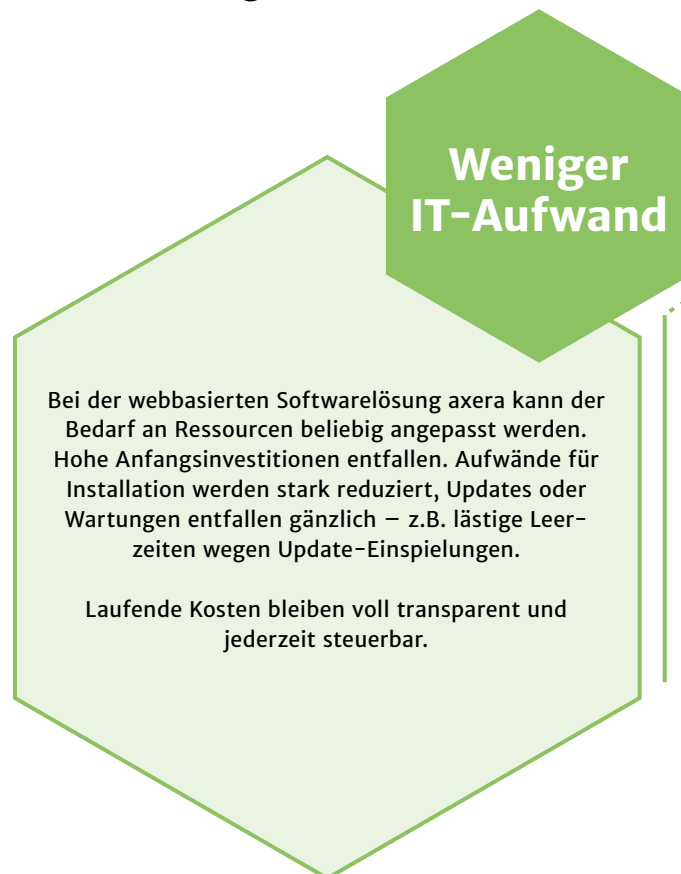 Weniger
IT-Aufwand
Bei der webbasierten Softwarelösung axera kann der
Bedarf an Ressourcen beliebig angepasst werden.
Hohe Anfangsinvestitionen entfallen. Aufwände für
Installation werden stark reduziert, Updates oder
Wartungen entfallen gänzlich – z.B. lästige Leer-
zeiten wegen Update-Einspielungen.
Laufende Kosten bleiben voll transparent und
jederzeit steuerbar.